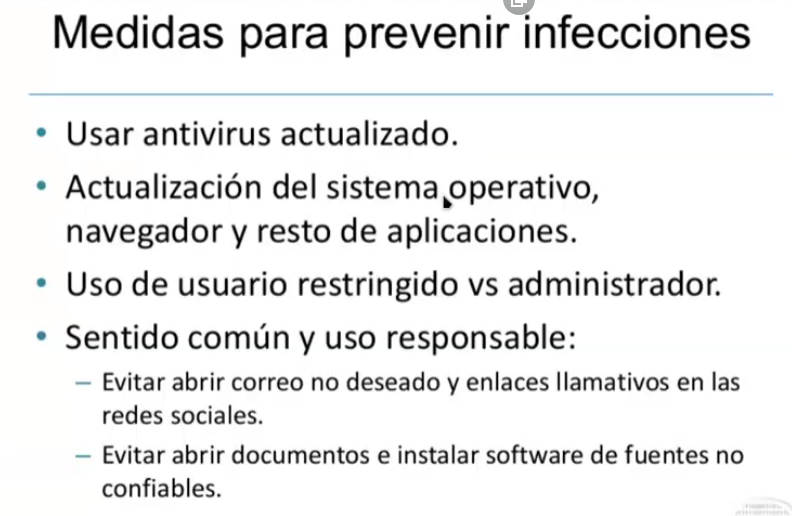 Medidas para prevenir infecciones
• Usar antivirus actualizado.
• Actualización del sistema operativo,
navegador y resto de aplicaciones.
• Uso de usuario restringido vs administrador.
• Sentido común y uso responsable:
– Evitar abrir correo no deseado y enlaces llamativos en las
redes sociales.
– Evitar abrir documentos e instalar software de fuentes no
confiables.